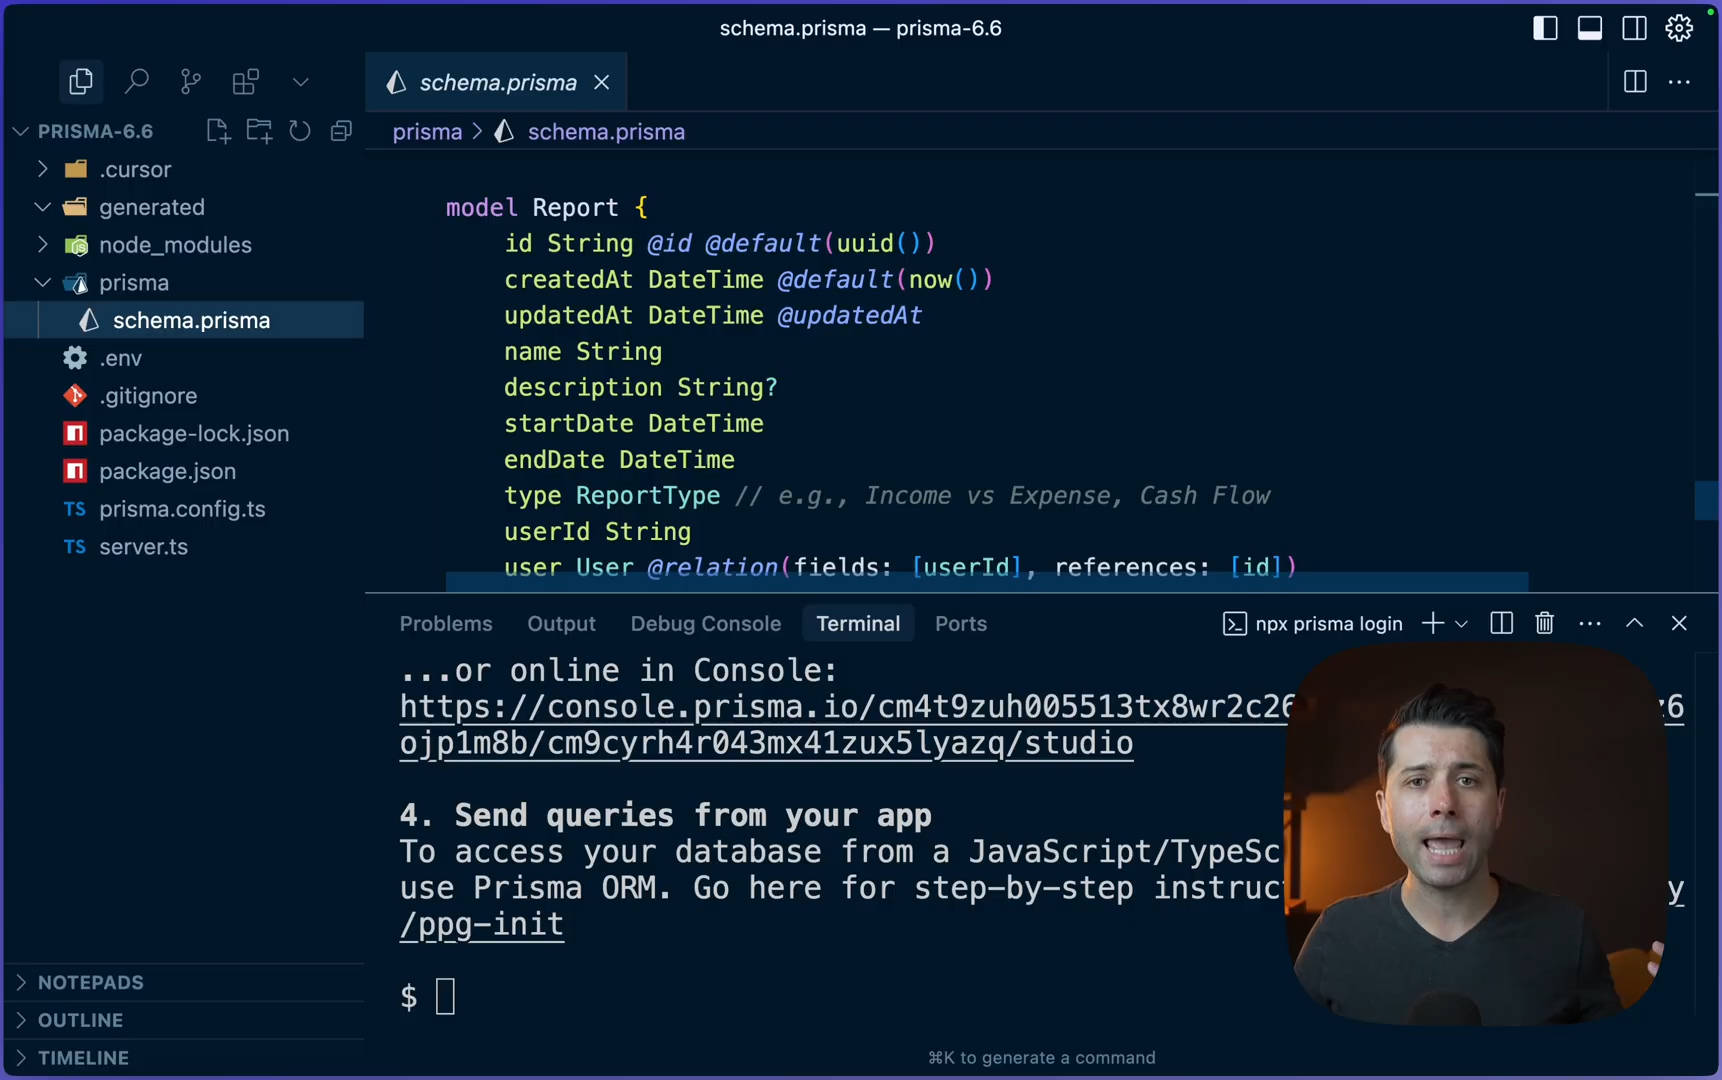 schema.prisma — prisma-6.6
schema.prisma
PRISMA-6.6
prisma > schema.prisma
.cursor
generated
node_modules
prisma
schema.prisma
.env
.gitignore
package-lock.json
package.json
prisma.config.ts
server.ts
NOTEPADS
OUTLINE
TIMELINE
model Report {
id String @id @default(uuid())
createdAt DateTime @default(now())
updatedAt DateTime @updatedAt
name String
description String?
startDate DateTime
endDate DateTime
type ReportType // e.g., Income vs Expense, Cash Flow
userId String
user User @relation(fields: [userId], references: [id])
Problems Output Debug Console Terminal Ports npx prisma login
...or online in Console:
https://console.prisma.io/cm4t9zuh005513tx8wr2c26 z6
ojp1m8b/cm9cyrh4r043mx41zux5lyazq/studio
4. Send queries from your app
To access your database from a JavaScript/TypeSc
use Prisma ORM. Go here for step-by-step instruc y
/ppg-init
$
⌘K to generate a command